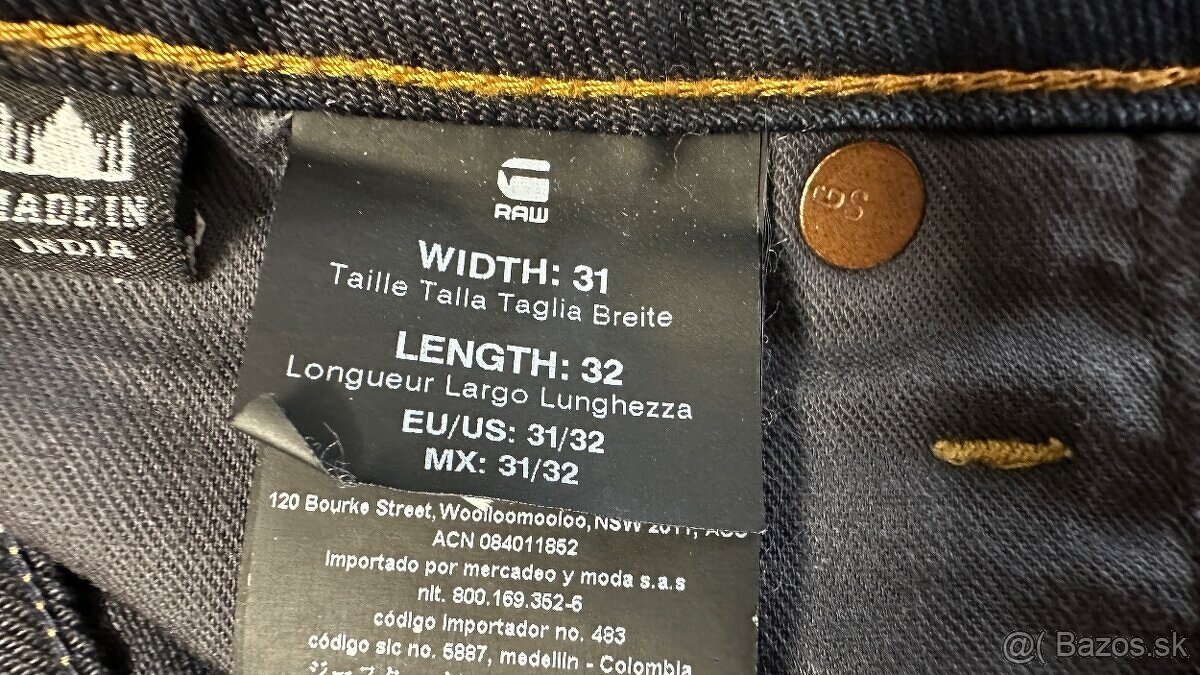 MADE IN
INDIA
RAW
WIDTH: 31
Taille Talla Taglia Breite
LENGTH: 32
Longueur Largo Lunghezza
EU/US: 31/32
MX: 31/32
120 Bourke Street, Woolloomooloo, NSW 2011,
ACN 084011852
Importado por mercadeo y moda s.a.s
nit. 800.169.352-6
código importador no. 483
código sic no. 5887, medellin - Colombia
@( Bazos.sk